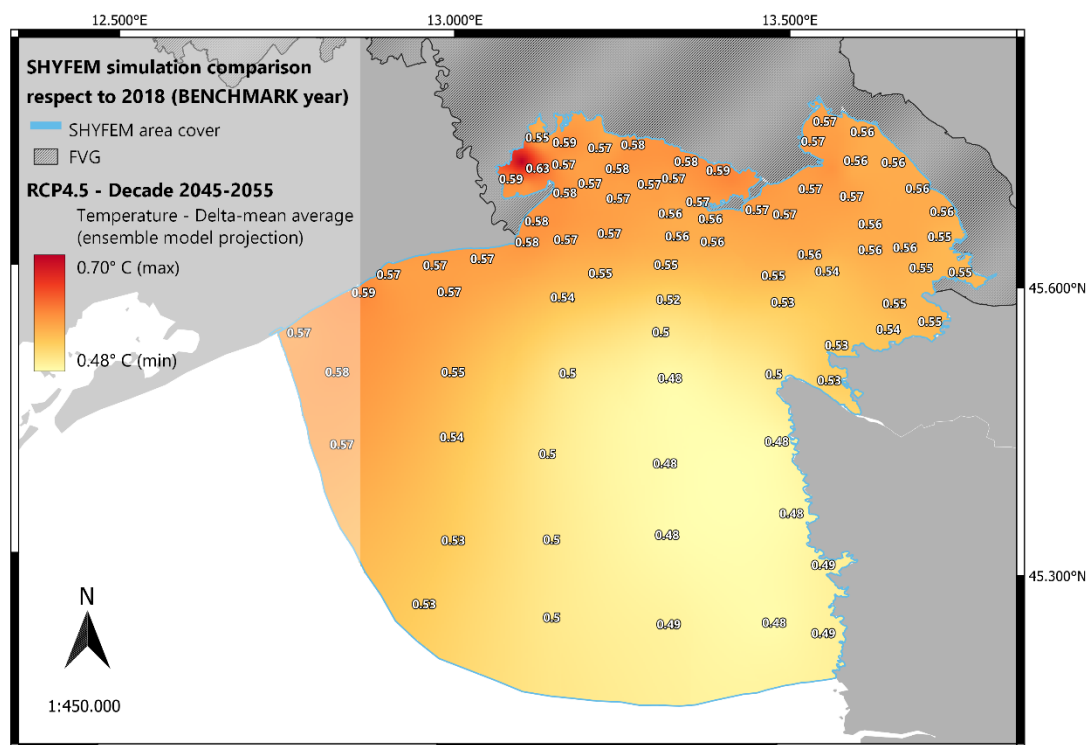 12.500°E 13.000°E 13.500°E
SHYFEM simulation comparison
respect to 2018 (BENCHMARK year)
SHYFEM area cover
FVG
RCP4.5 - Decade 2045-2055
Temperature - Delta-mean average
(ensemble model projection)
0.70° C (max)
0.48° C (min)
0.57
0.57 0.56
0.55 0.59 0.57 0.58 0.57
0.63 0.57 0.58 0.58 0.59 0.56 0.56
0.59 0.58 0.57 0.57 0.57 0.57 0.57 0.56
0.57 0.57 0.57
0.58 0.56 0.56 0.57 0.57 0.56 0.56
0.58 0.57 0.57 0.56 0.56 0.55
0.57 0.57 0.57 0.55 0.56 0.56 0.56
0.55 0.55 0.54 0.55 0.55
0.59 0.57 0.54 0.52 0.53 0.55
45.600°N
0.57 0.5 0.54 0.55
0.53
0.58 0.55 0.5 0.48 0.5 0.53
0.57 0.54 0.5 0.48 0.48
0.48
0.53 0.5 0.48
0.49
45.300°N
0.53 0.5 0.49 0.48 0.49
N
1:450.000